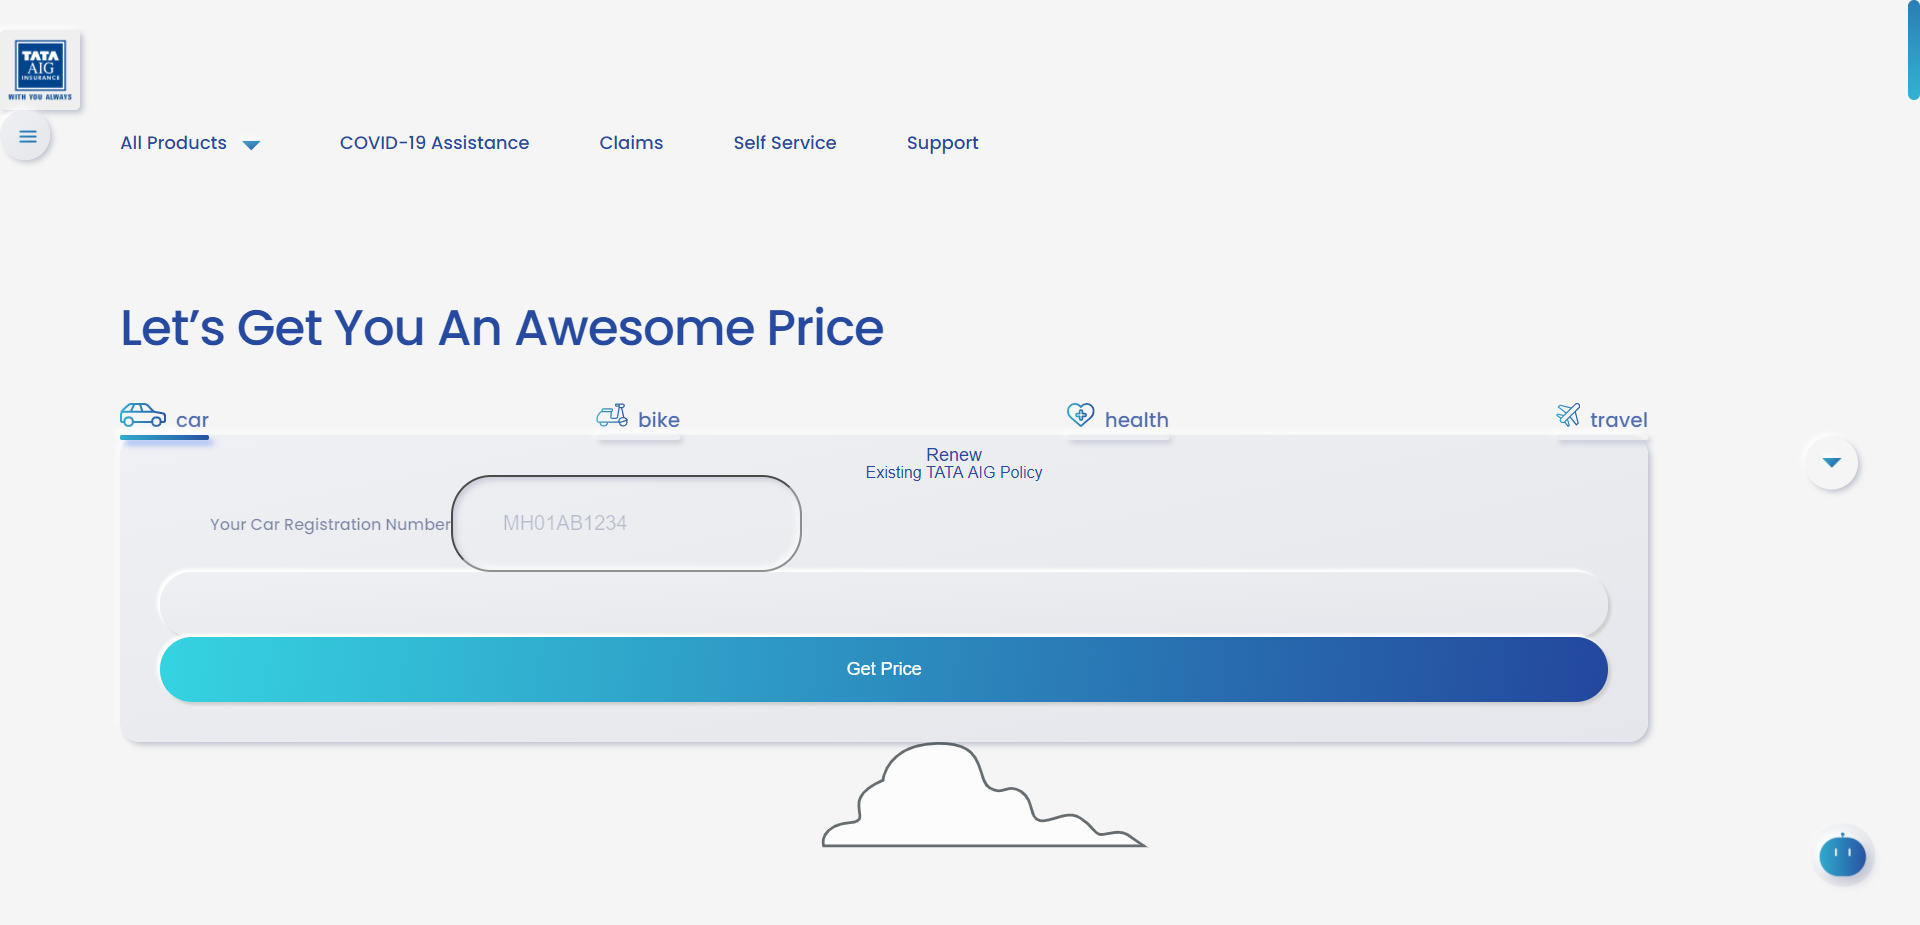 TATA
AIG
INSURANCE
WITH YOU ALWAYS
All Products
COVID-19 Assistance
Claims
Self Service
Support
Let’s Get You An Awesome Price
car
bike
health
travel
Renew
Existing TATA AIG Policy
Your Car Registration Number
MH01AB1234
Get Price